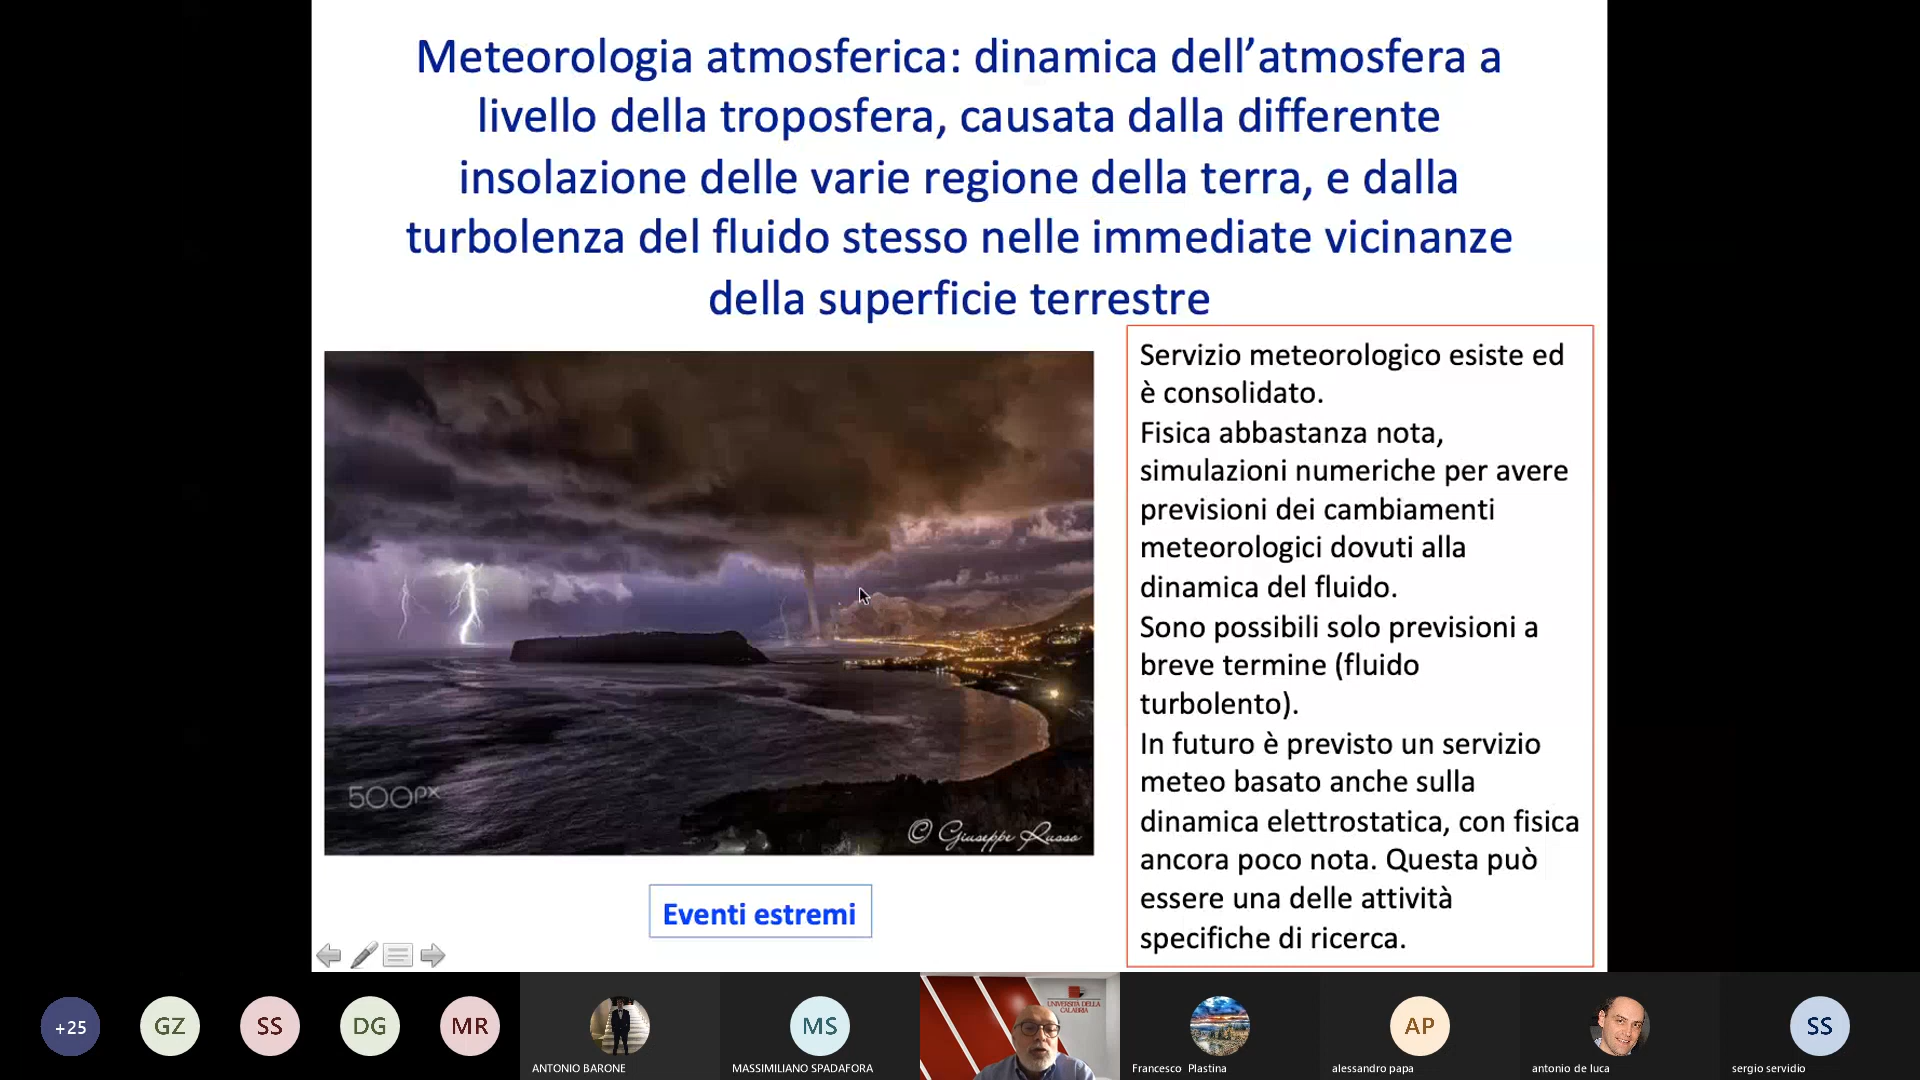 Meteorologia atmosferica: dinamica dell’atmosfera a
livello della troposfera, causata dalla differente
insolazione delle varie regione della terra, e dalla
turbolenza del fluido stesso nelle immediate vicinanze
della superficie terrestre
Servizio meteorologico esiste ed
è consolidato.
Fisica abbastanza nota,
simulazioni numeriche per avere
previsioni dei cambiamenti
meteorologici dovuti alla
dinamica del fluido.
Sono possibili solo previsioni a
breve termine (fluido
turbolento).
In futuro è previsto un servizio
meteo basato anche sulla
dinamica elettrostatica, con fisica
ancora poco nota. Questa può
essere una delle attività
specifiche di ricerca.
500px
© Giuseppe Russo
Eventi estremi
+25
GZ
SS
DG
MR
ANTONIO BARONE
MS
MASSIMILIANO SPADAFORA
UNIVERSITÀ DELLA
CALABRIA
Francesco Plastina
AP
alessandro papa
antonio de luca
SS
sergio servidio